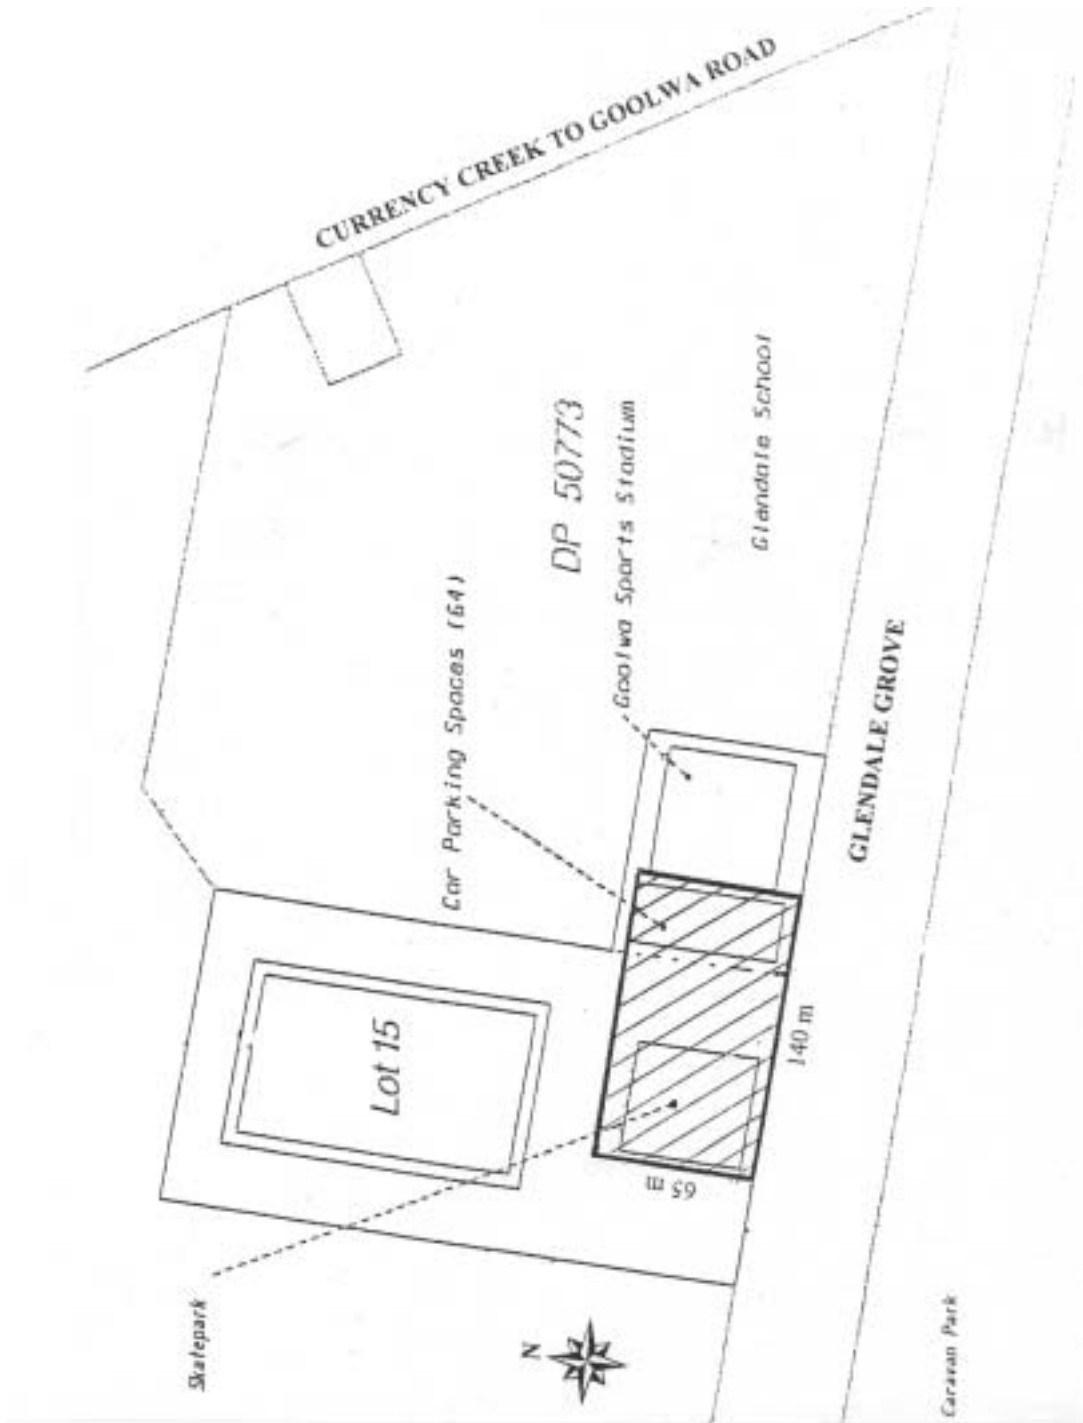 CURRENCY CREEK TO GOOLWA ROAD
DP 50773
Goolwa Sports Stadium
Glandale School
Car Parking Spaces (64)
GLENDALE GROVE
Lot 15
140 m
65 m
Skatepark
N
Caravan Park